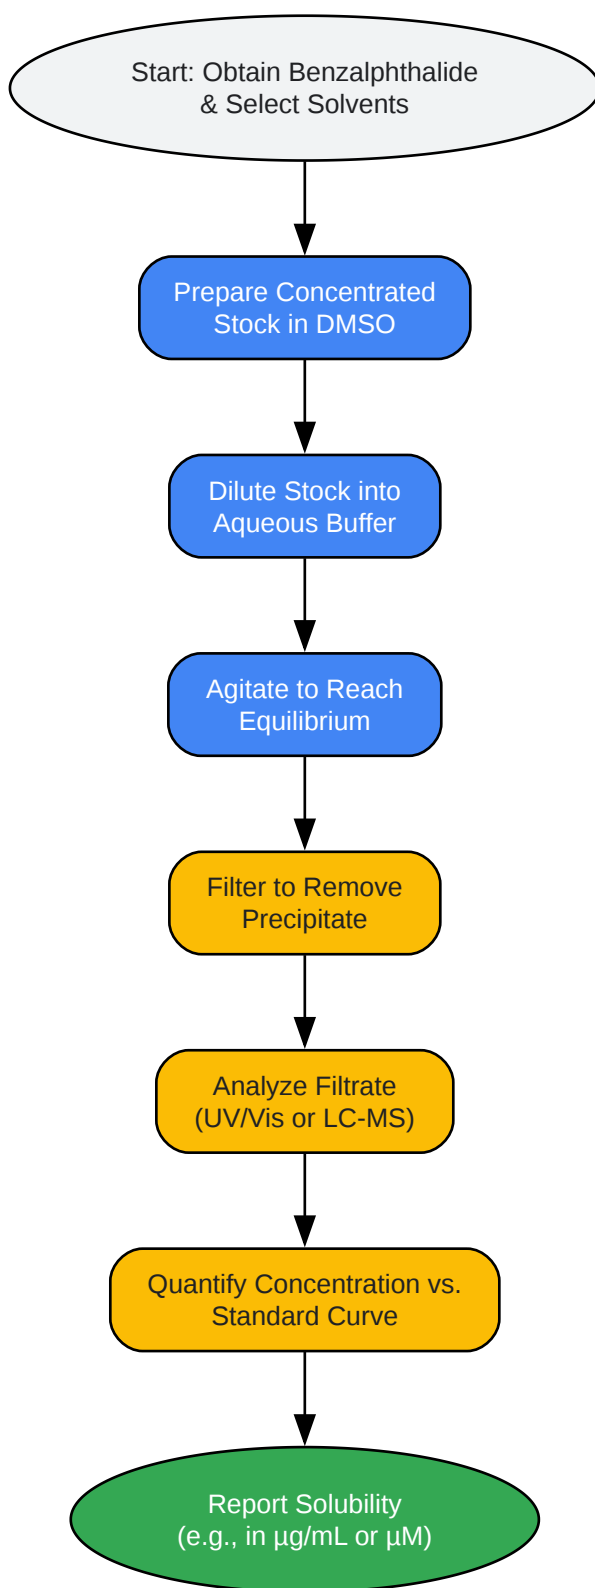 Start: Obtain Benzalphthalide
& Select Solvents
Prepare Concentrated
Stock in DMSO
Dilute Stock into
Aqueous Buffer
Agitate to Reach
Equilibrium
Filter to Remove
Precipitate
Analyze Filtrate
(UV/Vis or LC-MS)
Quantify Concentration vs.
Standard Curve
Report Solubility
(e.g., in µg/mL or µM)